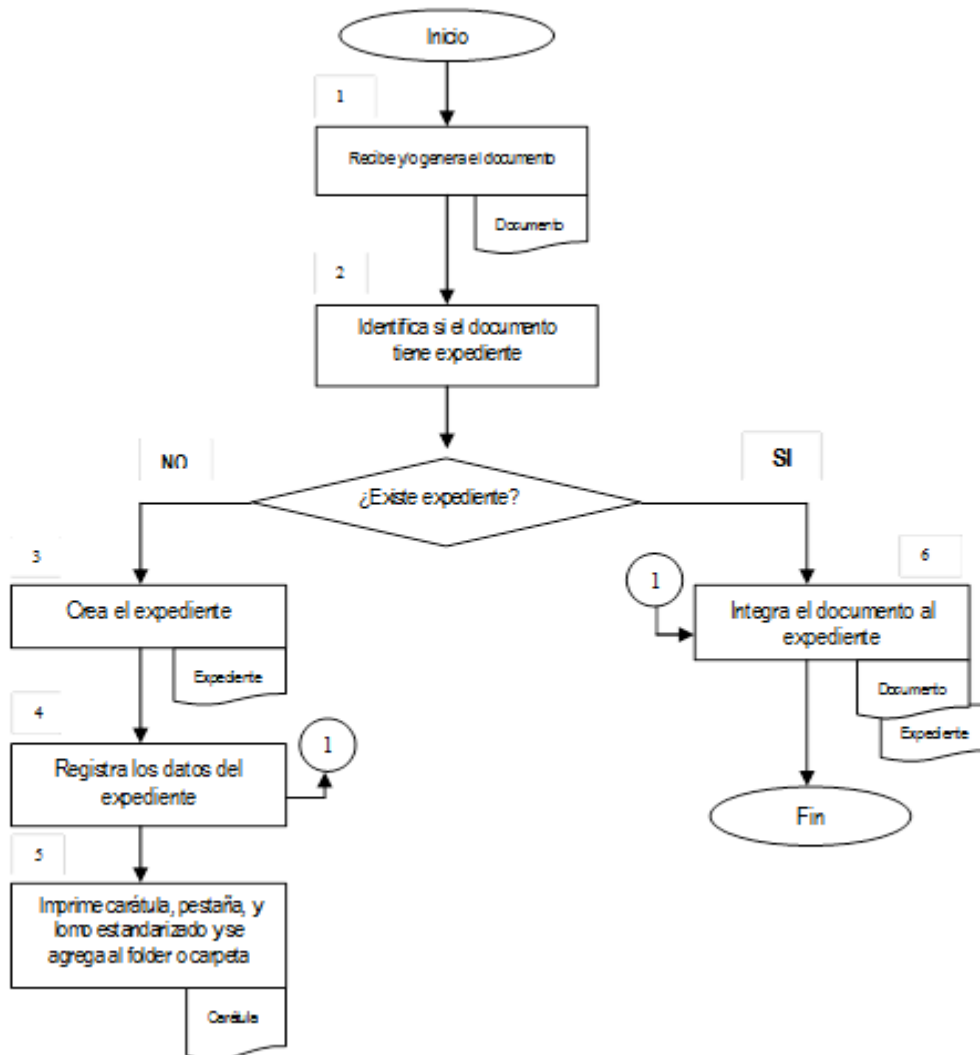 Inicio
1
Recibe y/o genera el documento
Documento
2
Identifica si el documento
tiene expediente
NO
SI
¿Existe expediente?
3
Crea el expediente
Expediente
1
6
Integra el documento al
expediente
Documento
Expediente
4
Registra los datos del
expediente
1
Fin
5
Imprime carátula, pestaña, y
lomo estandarizado y se
agrega al folder o carpeta
Carátula